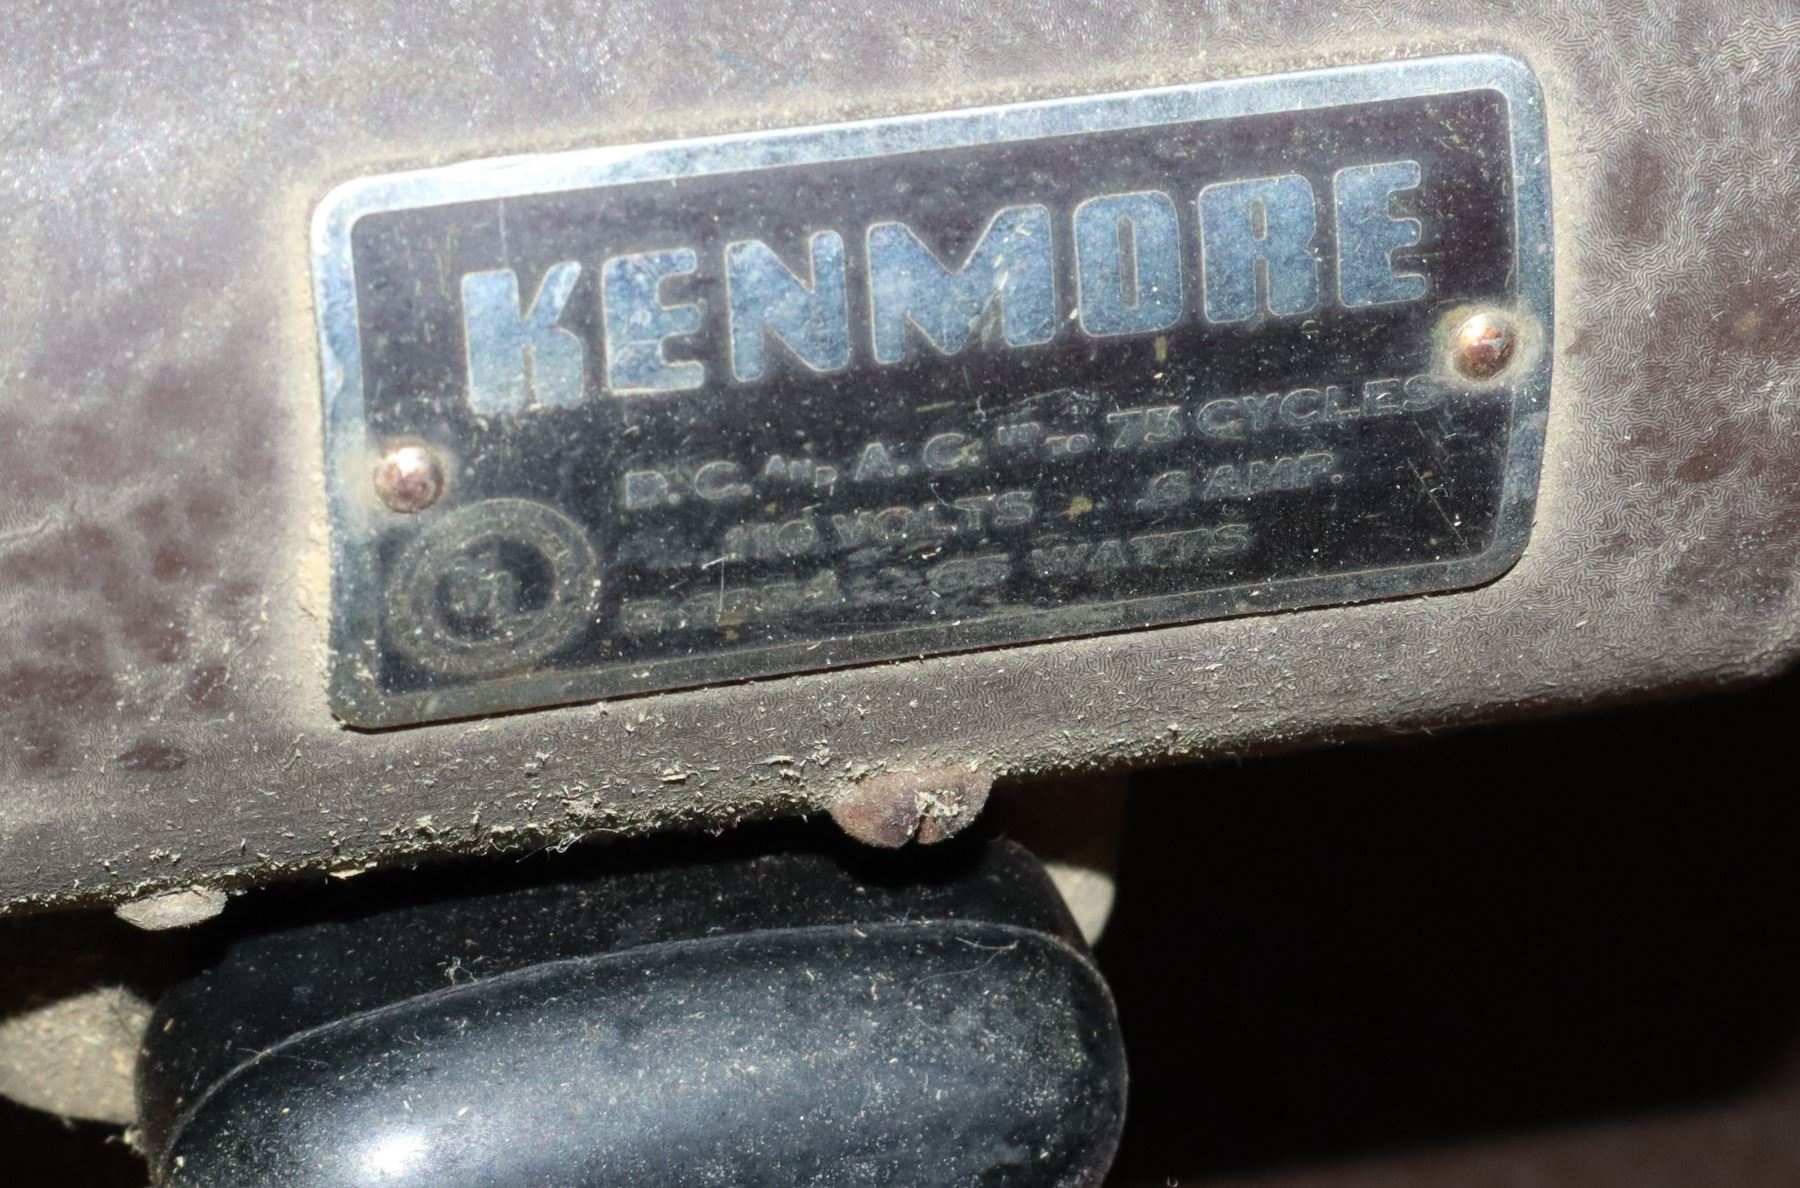 KENMORE
D.C. AND A.C. UP TO 75 CYCLES
110 VOLTS .6 AMP.
WATTS